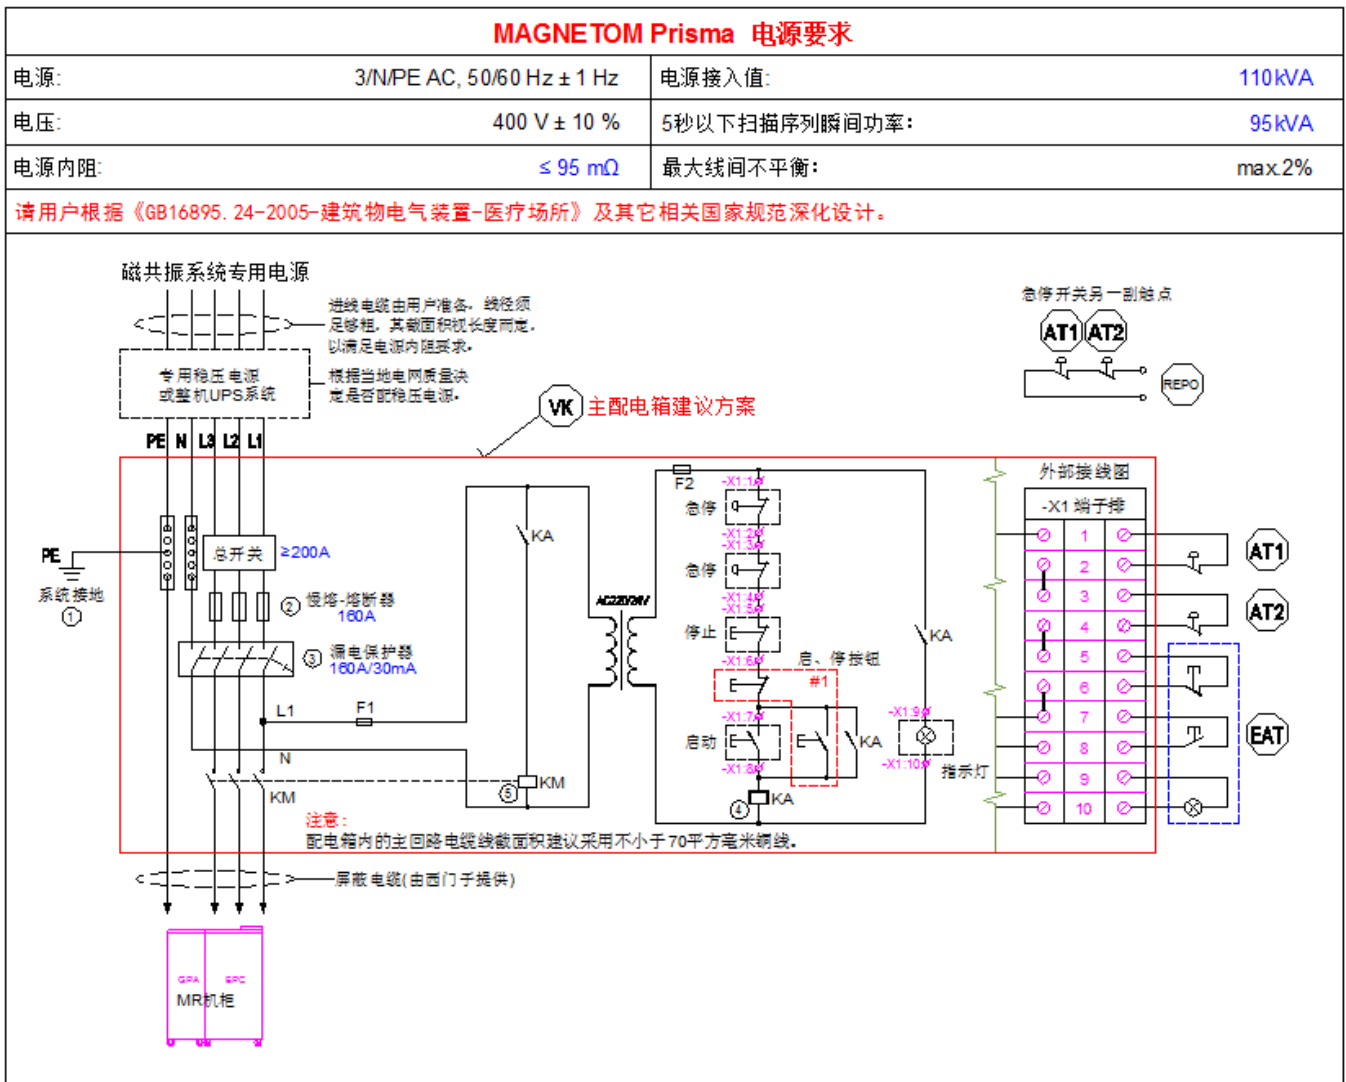 MAGNETOM Prisma 电源要求
电源: 3/N/PE AC, 50/60 Hz ± 1 Hz 电源接入值: 110kVA
电压: 400 V ± 10 % 5秒以下扫描序列瞬间功率: 95kVA
电源内阻: ≤ 95 mΩ 最大线间不平衡: max.2%
请用户根据《GB16895.24-2005-建筑物电气装置-医疗场所》及其它相关国家规范深化设计。
磁共振系统专用电源
进线电缆由用户准备，线径须
足够粗，其截面积视长度而定，
以满足电源内阻要求。
专用稳压电源
或整机UPS系统
根据当地电网质量决
定是否配稳压电源。
急停开关另一副触点
AT1 AT2
REPO
VK 主配电箱建议方案
PE N L3 L2 L1
PE
系统接地
①
总开关 ≥200A
② 慢熔-熔断器
160A
③ 漏电保护器
160A/30mA
L1 F1
N
KM
KA
⑤ KM
AC220/24V
F2
-X1:1
急停
-X1:2
-X1:3
急停
-X1:4
-X1:5
停止
-X1:6
启、停按钮
#1
-X1:7
启动
-X1:8
KA
④ KA
KA
-X1:9
-X1:10
指示灯
外部接线图
-X1 端子排
1
2
3
4
5
6
7
8
9
10
AT1
AT2
EAT
注意:
配电箱内的主回路电缆线截面积建议采用不小于70平方毫米铜线。
屏蔽电缆(由西门子提供)
GPA EPC
MR机柜